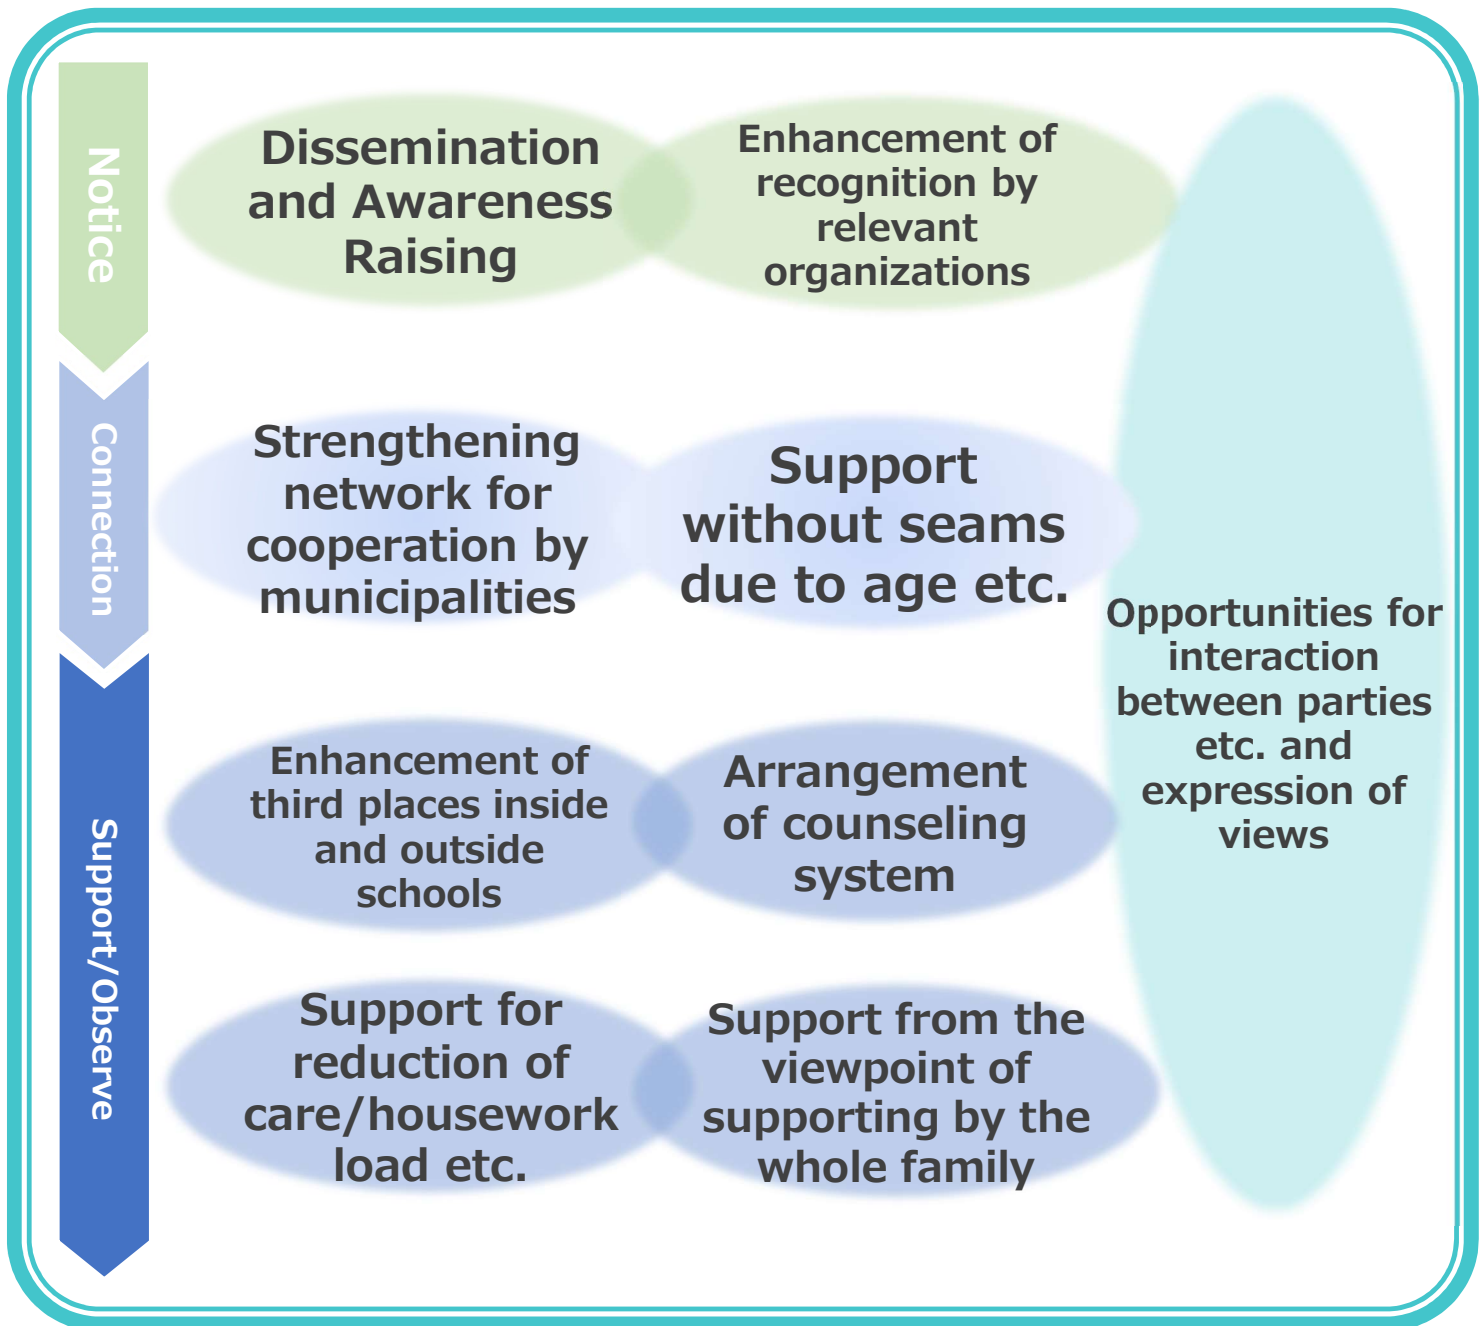 Notice
Dissemination
and Awareness
Raising
Enhancement of
recognition by
relevant
organizations
Connection
Strengthening
network for
cooperation by
municipalities
Support
without seams
due to age etc.
Support/Observe
Enhancement of
third places inside
and outside
schools
Arrangement
of counseling
system
Support for
reduction of
care/housework
load etc.
Support from the
viewpoint of
supporting by the
whole family
Opportunities for
interaction
between parties
etc. and
expression of
views